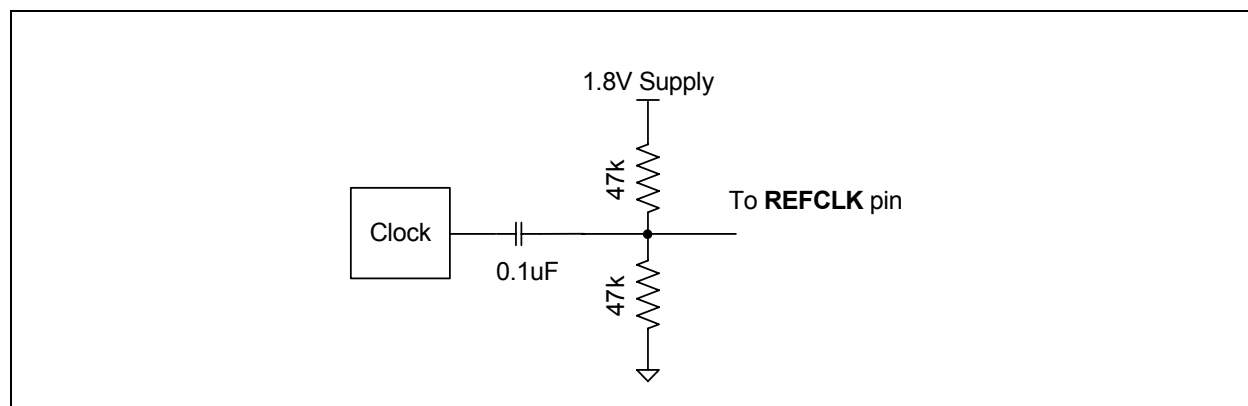 1.8V Supply
47k
To REFCLK pin
Clock
0.1uF
47k